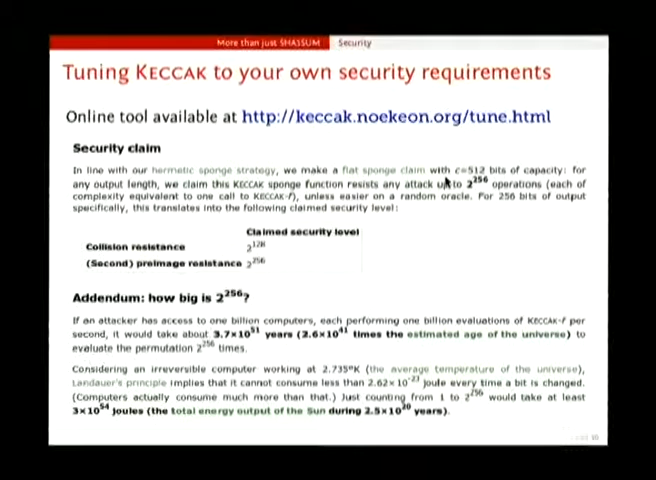 More than just SHA3SUM Security
Tuning KECCAK to your own security requirements
Online tool available at http://keccak.noekeon.org/tune.html
Security claim
In line with our hermetic sponge strategy, we make a flat sponge claim with c=512 bits of capacity: for
any output length, we claim this KECCAK sponge function resists any attack up to 2^256 operations (each of
complexity equivalent to one call to KECCAK-f), unless easier on a random oracle. For 256 bits of output
specifically, this translates into the following claimed security level:
Claimed security level
Collision resistance 2^128
(Second) preimage resistance 2^256
Addendum: how big is 2^256?
If an attacker has access to one billion computers, each performing one billion evaluations of KECCAK-f per
second, it would take about 3.7×10^51 years (2.6×10^41 times the estimated age of the universe) to
evaluate the permutation 2^256 times.
Considering an irreversible computer working at 2.735°K (the average temperature of the universe),
Landauer's principle implies that it cannot consume less than 2.62×10^-23 joule every time a bit is changed.
(Computers actually consume much more than that.) Just counting from 1 to 2^256 would take at least
3×10^54 joules (the total energy output of the Sun during 2.5×10^20 years).